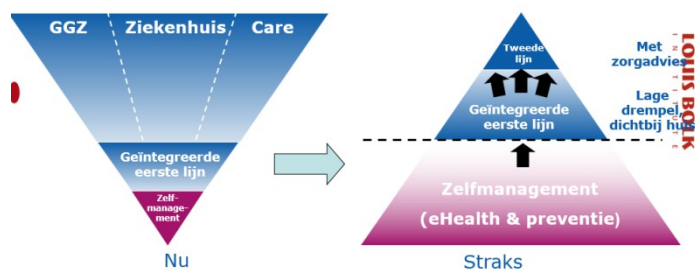 GGZ
Ziekenhuis
Care
Geïntegreerde
eerste lijn
Zelf-
manage-
ment
Nu
Tweede
lijn
Geïntegreerde
eerste lijn
Zelfmanagement
(eHealth & preventie)
Straks
Met
zorgadvies
Lage
drempel,
dichtbij huis
LOUIS BOLK
INSTITUTE